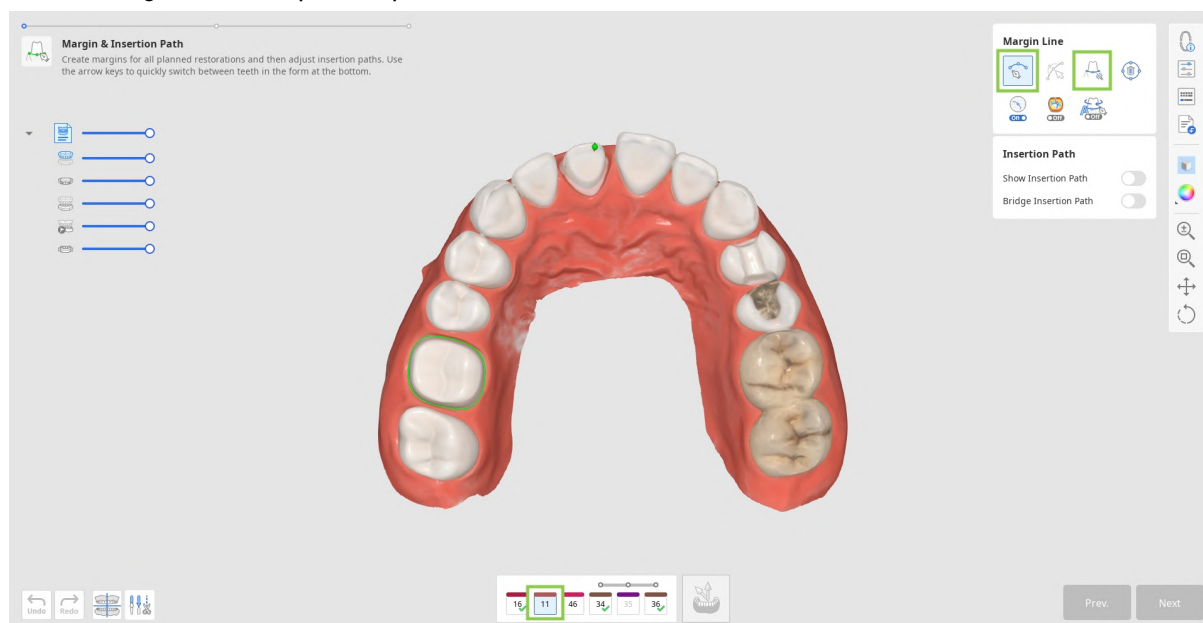 Margin & Insertion Path
Create margins for all planned restorations and then adjust insertion paths. Use
the arrow keys to quickly switch between teeth in the form at the bottom.
Margin Line
ON
OFF
OFF
Insertion Path
Show Insertion Path
Bridge Insertion Path
Undo
Redo
16
11
46
34
35
36
Prev.
Next